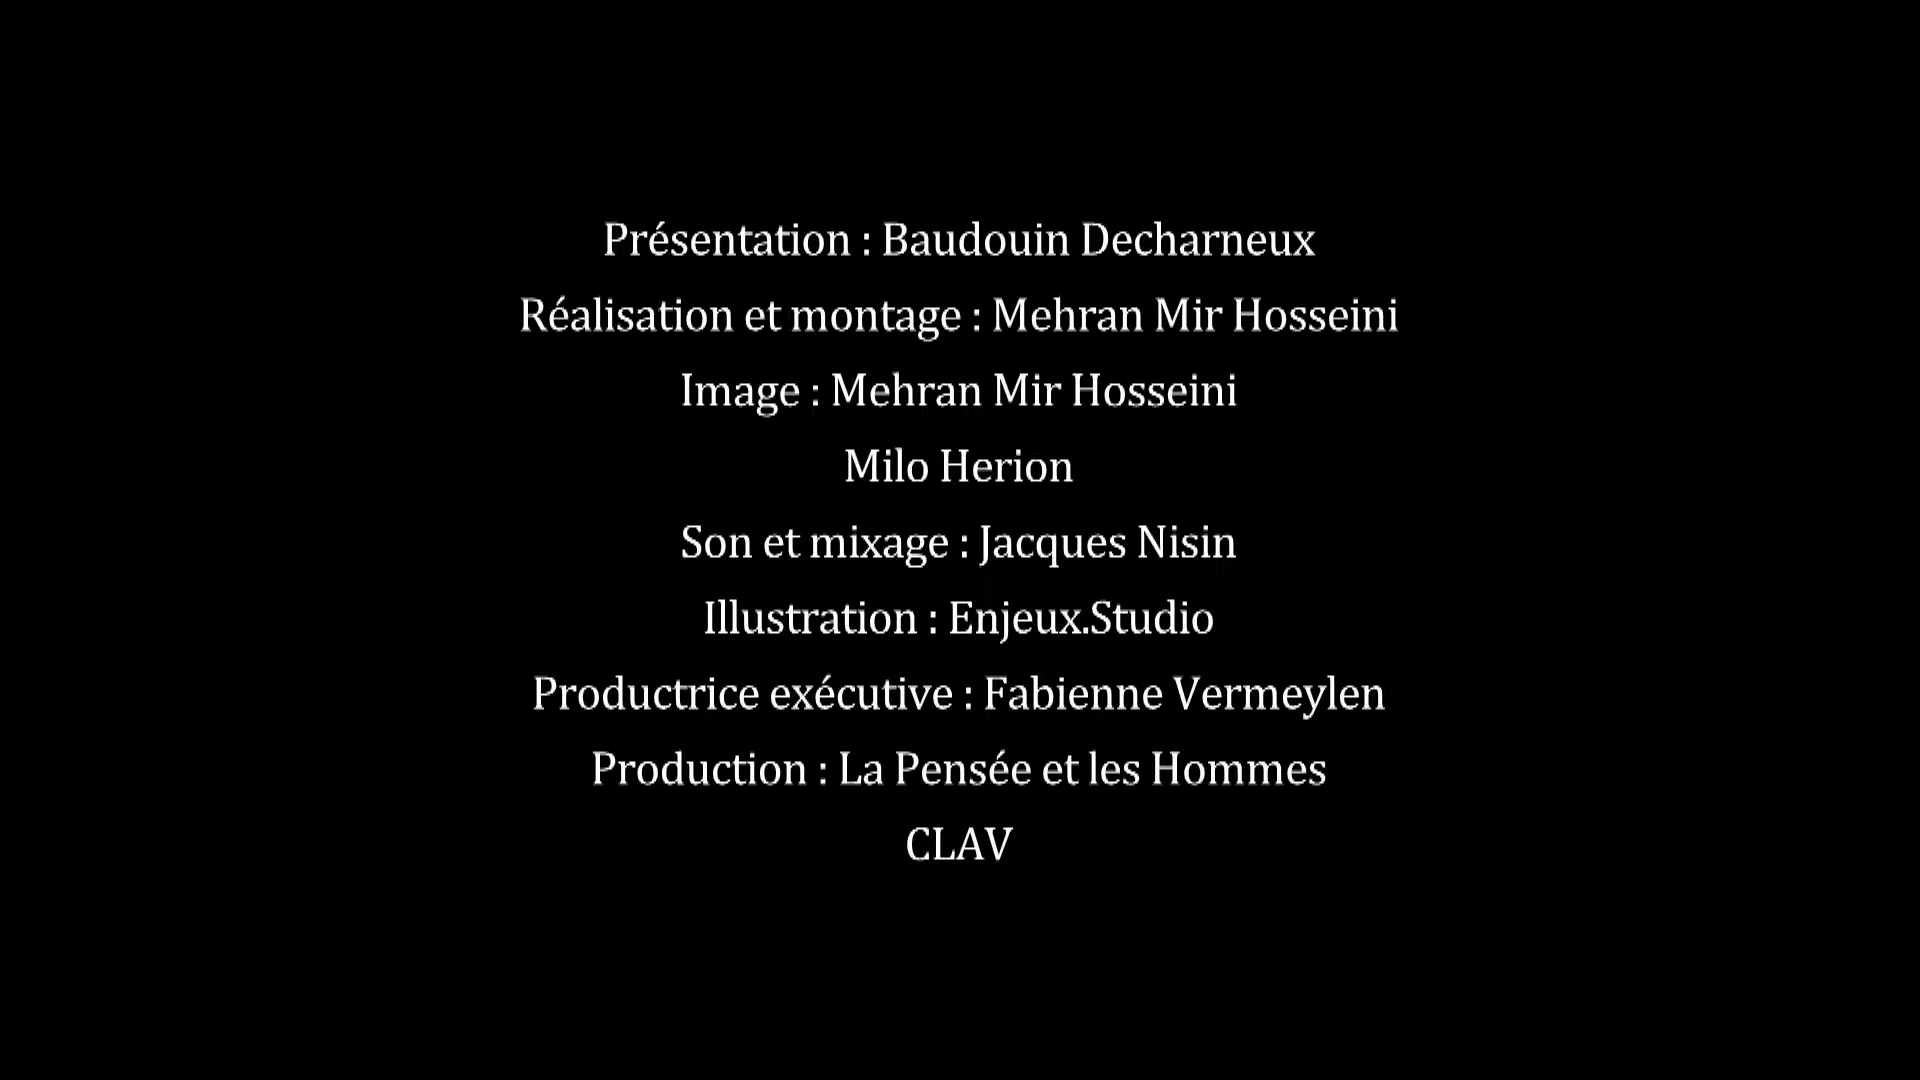 Présentation : Baudouin Decharneux
Réalisation et montage : Mehran Mir Hosseini
Image : Mehran Mir Hosseini
Milo Herion
Son et mixage : Jacques Nisin
Illustration : Enjeux.Studio
Productrice exécutive : Fabienne Vermeylen
Production : La Pensée et les Hommes
CLAV